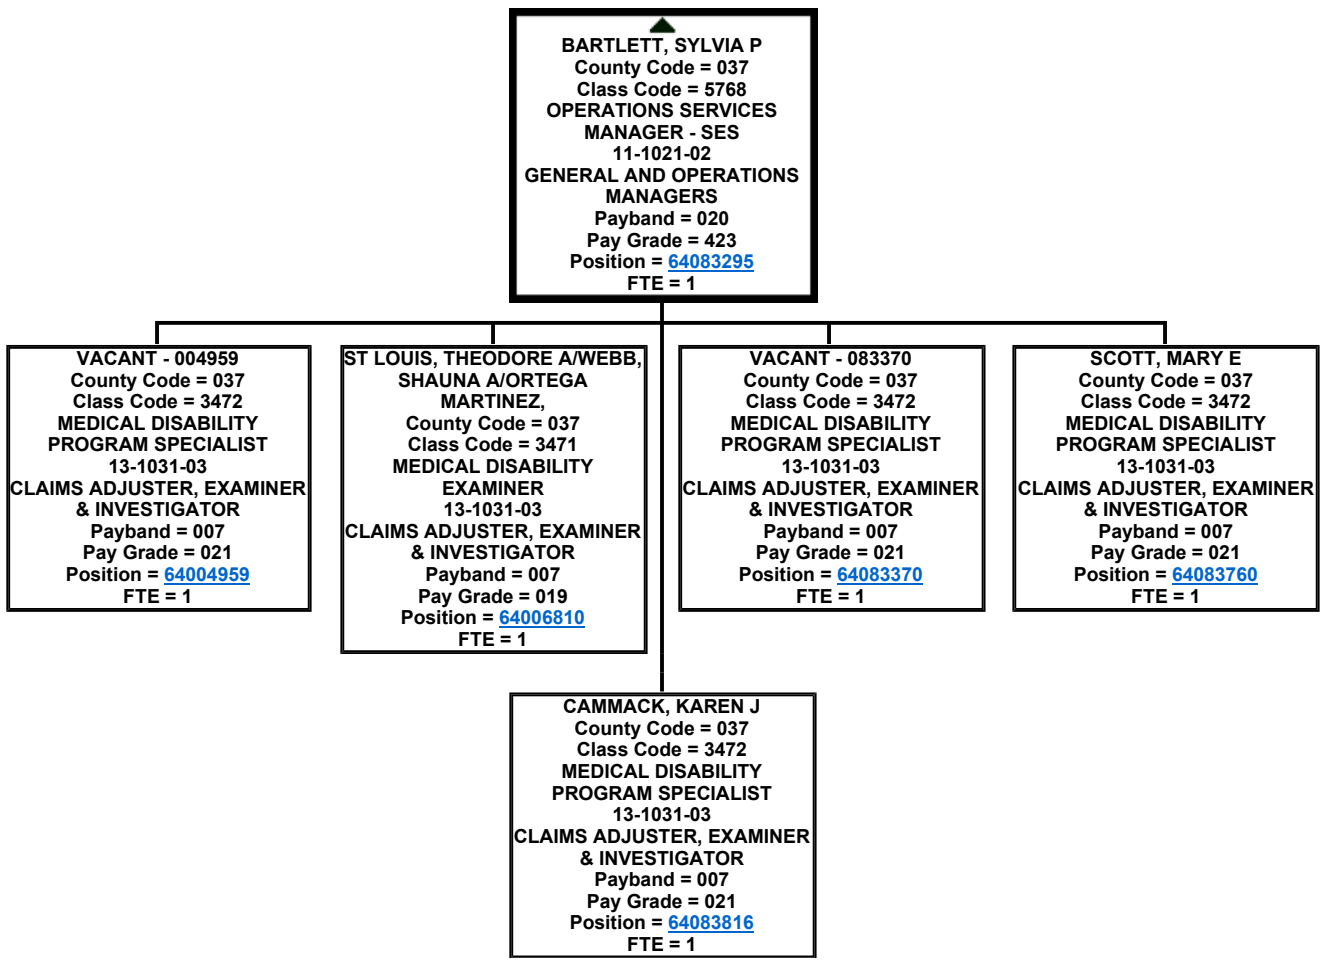 BARTLETT, SYLVIA P
County Code = 037
Class Code = 5768
OPERATIONS SERVICES
MANAGER - SES
11-1021-02
GENERAL AND OPERATIONS
MANAGERS
Payband = 020
Pay Grade = 423
Position = 64083295
FTE = 1
VACANT - 004959
County Code = 037
Class Code = 3472
MEDICAL DISABILITY
PROGRAM SPECIALIST
13-1031-03
CLAIMS ADJUSTER, EXAMINER
& INVESTIGATOR
Payband = 007
Pay Grade = 021
Position = 64004959
FTE = 1
ST LOUIS, THEODORE A/WEBB,
SHAUNA A/ORTEGA
MARTINEZ,
County Code = 037
Class Code = 3471
MEDICAL DISABILITY
EXAMINER
13-1031-03
CLAIMS ADJUSTER, EXAMINER
& INVESTIGATOR
Payband = 007
Pay Grade = 019
Position = 64006810
FTE = 1
VACANT - 083370
County Code = 037
Class Code = 3472
MEDICAL DISABILITY
PROGRAM SPECIALIST
13-1031-03
CLAIMS ADJUSTER, EXAMINER
& INVESTIGATOR
Payband = 007
Pay Grade = 021
Position = 64083370
FTE = 1
SCOTT, MARY E
County Code = 037
Class Code = 3472
MEDICAL DISABILITY
PROGRAM SPECIALIST
13-1031-03
CLAIMS ADJUSTER, EXAMINER
& INVESTIGATOR
Payband = 007
Pay Grade = 021
Position = 64083760
FTE = 1
CAMMACK, KAREN J
County Code = 037
Class Code = 3472
MEDICAL DISABILITY
PROGRAM SPECIALIST
13-1031-03
CLAIMS ADJUSTER, EXAMINER
& INVESTIGATOR
Payband = 007
Pay Grade = 021
Position = 64083816
FTE = 1